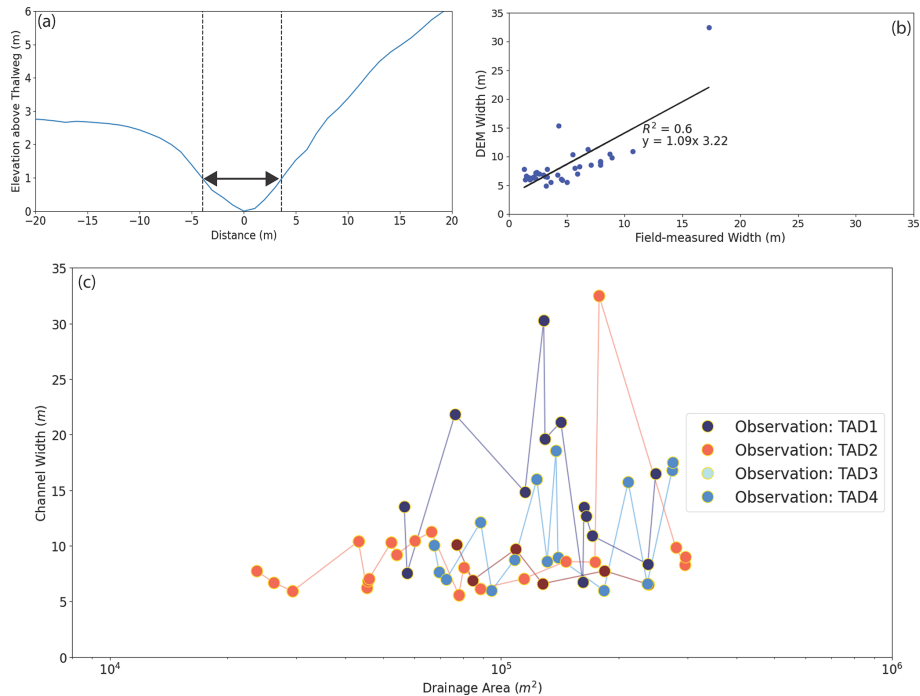 (a)
6
5
4
3
2
1
0
Elevation above Thalweg (m)
−20
−15
−10
−5
0
5
10
15
20
Distance (m)
(b)
35
30
25
20
15
10
5
0
DEM Width (m)
R² = 0.6
y = 1.09x 3.22
0
5
10
15
20
25
30
35
Field-measured Width (m)
(c)
35
30
25
20
15
10
5
0
Channel Width (m)
Observation: TAD1
Observation: TAD2
Observation: TAD3
Observation: TAD4
10⁴
10⁵
10⁶
Drainage Area (m²)